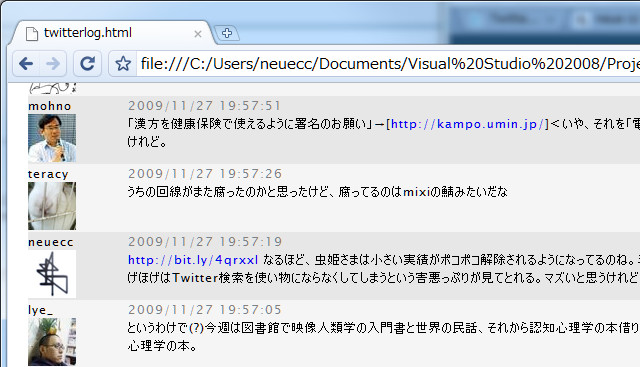 twitterlog.html
file:///C:/Users/neuecc/Documents/Visual%20Studio%202008/Proje
mohno
2009/11/27 19:57:51
「漢方を健康保険で使えるように署名のお願い」→[http://kampo.umin.jp/]<いや、それを「電
けれど。
teracy
2009/11/27 19:57:26
うちの回線がまた腐ったのかと思ったけど、腐ってるのはmixiの鯖みたいだな
neuecc
2009/11/27 19:57:19
http://bit.ly/4qrxxl なるほど、虫姫さまは小さい実績がポコポコ解除されるようになってるのね。
げほげはTwitter検索を使い物にならなくしてしまうという害悪っぷりが見てとれる。マズいと思うけれど
lye_
2009/11/27 19:57:05
というわけで(?)今週は図書館で映像人類学の入門書と世界の民話、それから認知心理学の本借り
心理学の本。